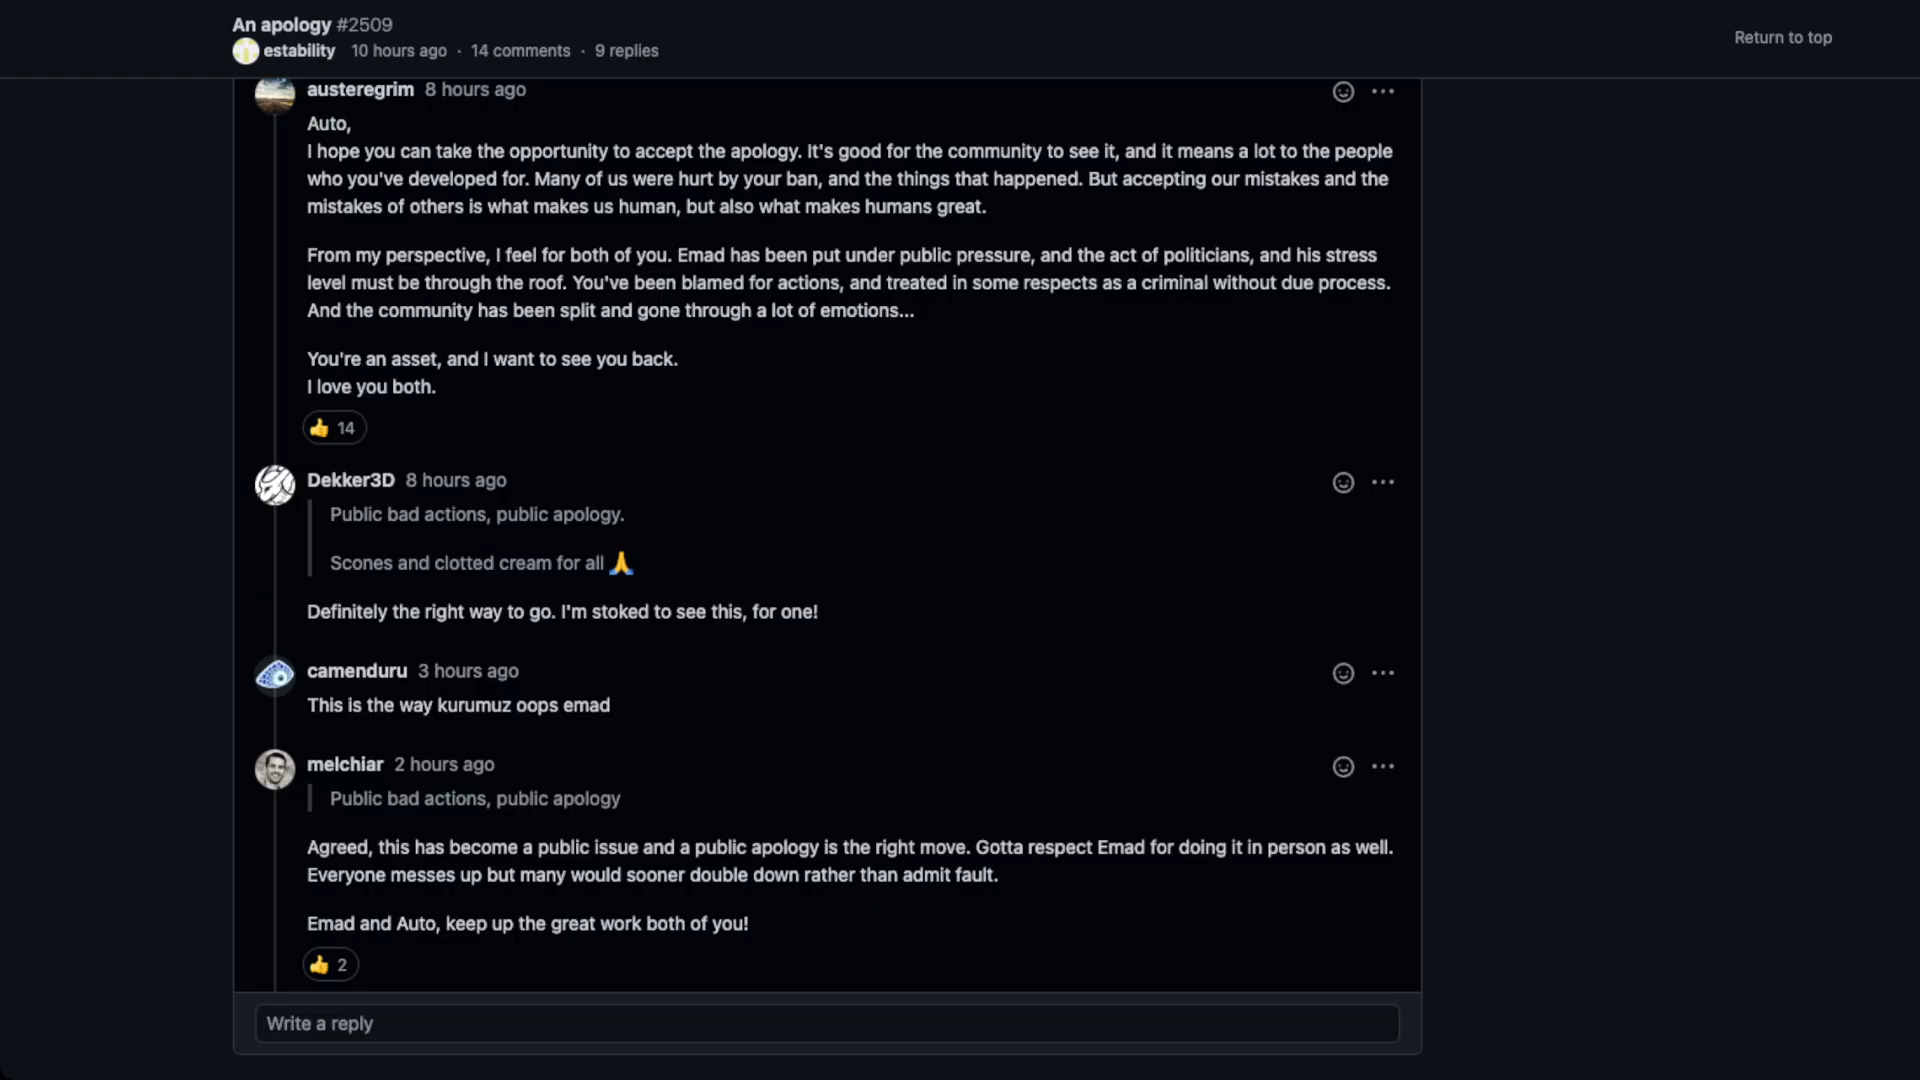 An apology #2509
estability 10 hours ago · 14 comments · 9 replies
Return to top
austeregrim 8 hours ago
Auto,
I hope you can take the opportunity to accept the apology. It's good for the community to see it, and it means a lot to the people
who you've developed for. Many of us were hurt by your ban, and the things that happened. But accepting our mistakes and the
mistakes of others is what makes us human, but also what makes humans great.
From my perspective, I feel for both of you. Emad has been put under public pressure, and the act of politicians, and his stress
level must be through the roof. You've been blamed for actions, and treated in some respects as a criminal without due process.
And the community has been split and gone through a lot of emotions...
You're an asset, and I want to see you back.
I love you both.
👍 14
Dekker3D 8 hours ago
Public bad actions, public apology.
Scones and clotted cream for all 🙏
Definitely the right way to go. I'm stoked to see this, for one!
camenduru 3 hours ago
This is the way kurumuz oops emad
melchiar 2 hours ago
Public bad actions, public apology
Agreed, this has become a public issue and a public apology is the right move. Gotta respect Emad for doing it in person as well.
Everyone messes up but many would sooner double down rather than admit fault.
Emad and Auto, keep up the great work both of you!
👍 2
Write a reply